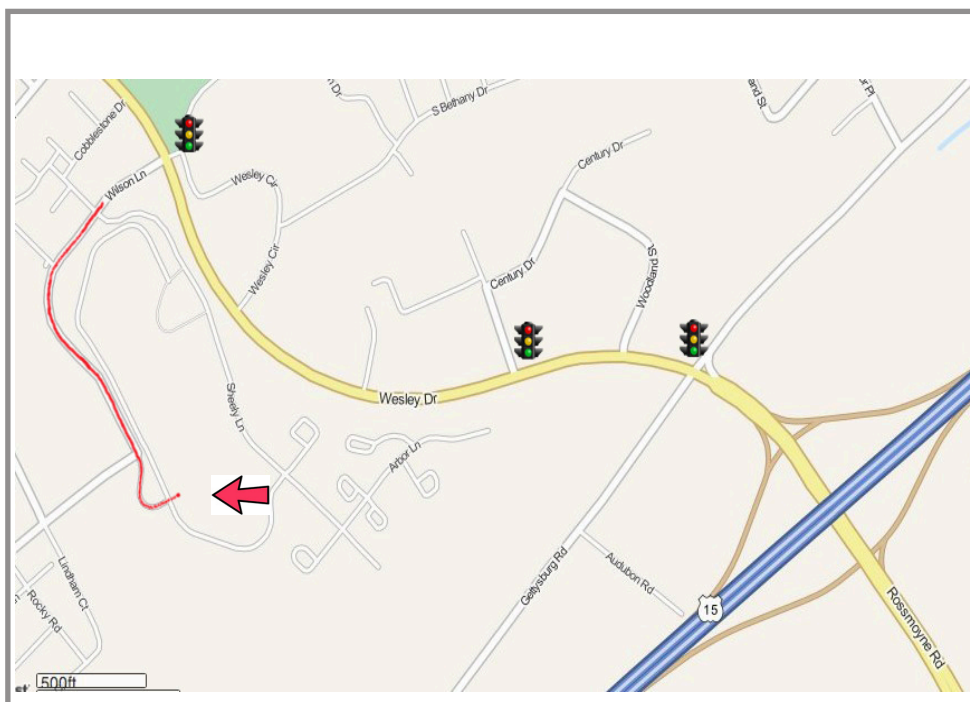 Cobblestone Dr
S Bethany Dr
Wilson Ln
Wesley Cir
Wesley Cir
Century Dr
Century Dr
Woodland St
Sheely Ln
Wesley Dr
Arbor Ln
Gettysburg Rd
Audubon Rd
15
Rossmoyne Rd
Lindham Ct
Rocky Rd
500ft